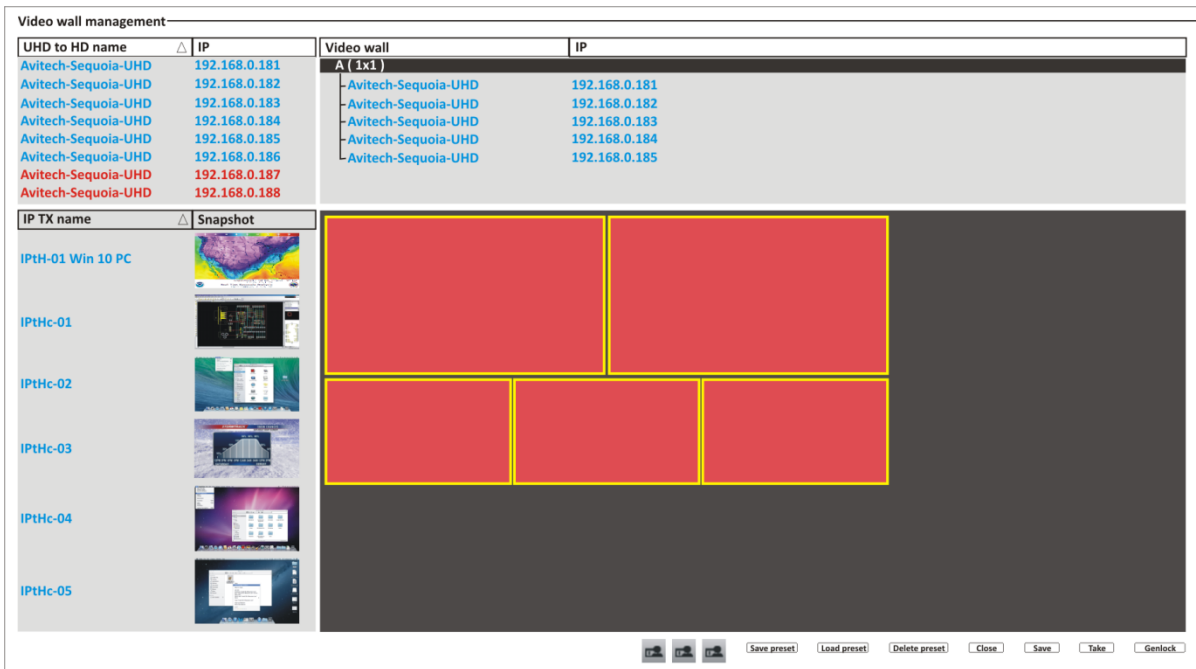 Video wall management
UHD to HD name △ IP
Avitech-Sequoia-UHD 192.168.0.181
Avitech-Sequoia-UHD 192.168.0.182
Avitech-Sequoia-UHD 192.168.0.183
Avitech-Sequoia-UHD 192.168.0.184
Avitech-Sequoia-UHD 192.168.0.185
Avitech-Sequoia-UHD 192.168.0.186
Avitech-Sequoia-UHD 192.168.0.187
Avitech-Sequoia-UHD 192.168.0.188
Video wall IP
A ( 1x1 )
Avitech-Sequoia-UHD 192.168.0.181
Avitech-Sequoia-UHD 192.168.0.182
Avitech-Sequoia-UHD 192.168.0.183
Avitech-Sequoia-UHD 192.168.0.184
Avitech-Sequoia-UHD 192.168.0.185
IP TX name △ Snapshot
IPtH-01 Win 10 PC
IPtHc-01
IPtHc-02
IPtHc-03
IPtHc-04
IPtHc-05
Save preset Load preset Delete preset Close Save Take Genlock